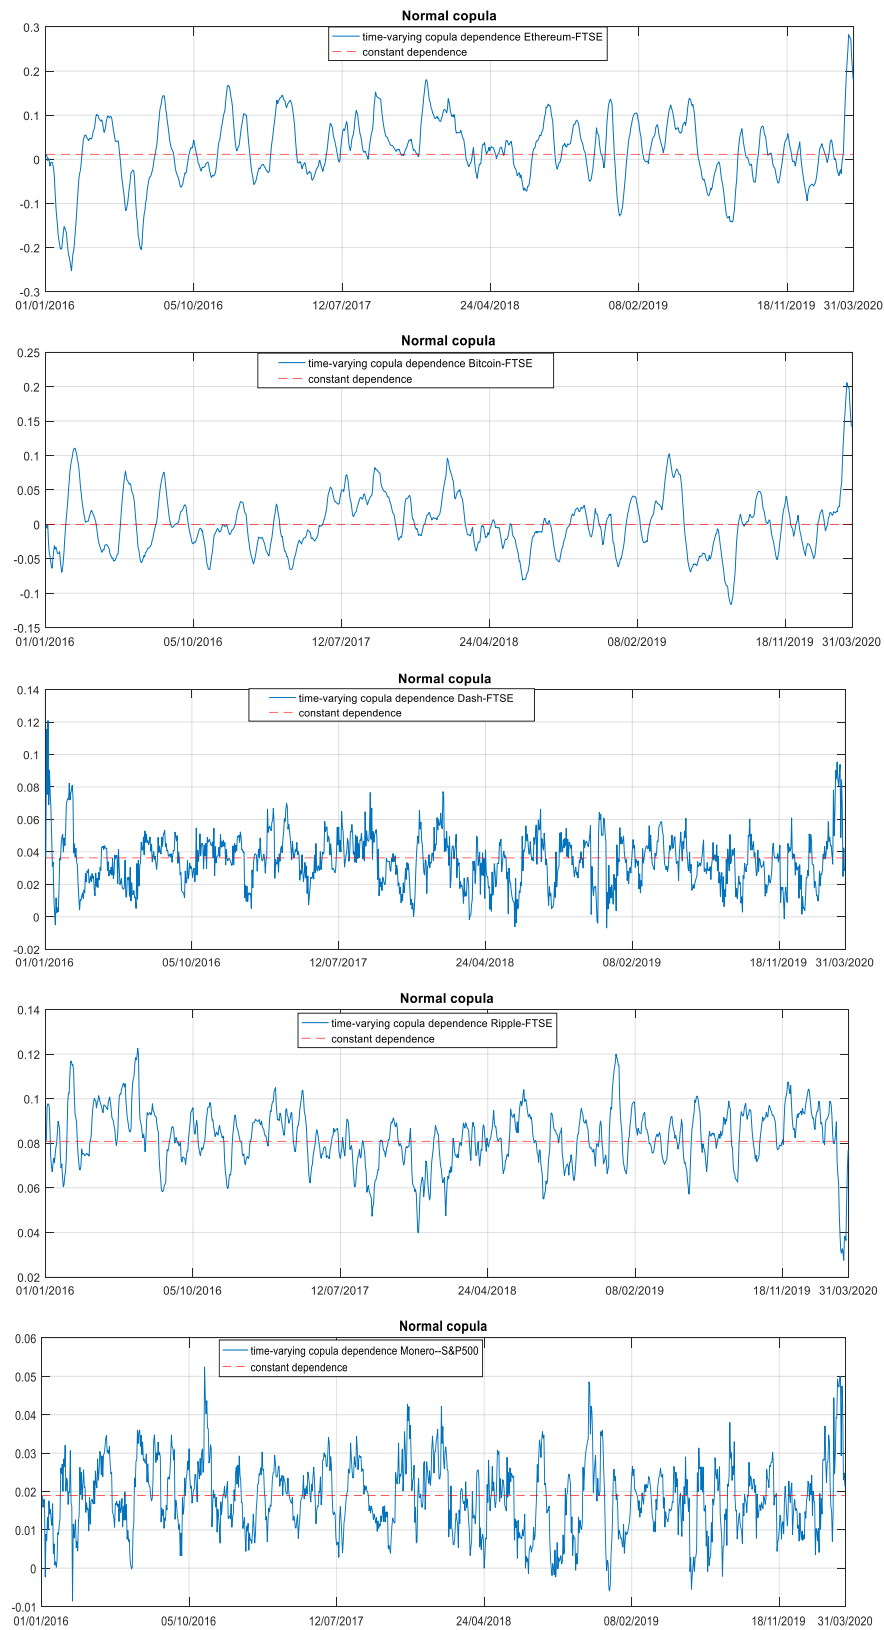 Normal copula
time-varying copula dependence Ethereum-FTSE
constant dependence
0.3
0.2
0.1
0
-0.1
-0.2
-0.3
01/01/2016 05/10/2016 12/07/2017 24/04/2018 08/02/2019 18/11/2019 31/03/2020
Normal copula
time-varying copula dependence Bitcoin-FTSE
constant dependence
0.25
0.2
0.15
0.1
0.05
0
-0.05
-0.1
-0.15
01/01/2016 05/10/2016 12/07/2017 24/04/2018 08/02/2019 18/11/2019 31/03/2020
Normal copula
time-varying copula dependence Dash-FTSE
constant dependence
0.14
0.12
0.1
0.08
0.06
0.04
0.02
0
-0.02
01/01/2016 05/10/2016 12/07/2017 24/04/2018 08/02/2019 18/11/2019 31/03/2020
Normal copula
time-varying copula dependence Ripple-FTSE
constant dependence
0.14
0.12
0.1
0.08
0.06
0.04
0.02
01/01/2016 05/10/2016 12/07/2017 24/04/2018 08/02/2019 18/11/2019 31/03/2020
Normal copula
time-varying copula dependence Monero--S&P500
constant dependence
0.06
0.05
0.04
0.03
0.02
0.01
0
-0.01
01/01/2016 05/10/2016 12/07/2017 24/04/2018 08/02/2019 18/11/2019 31/03/2020